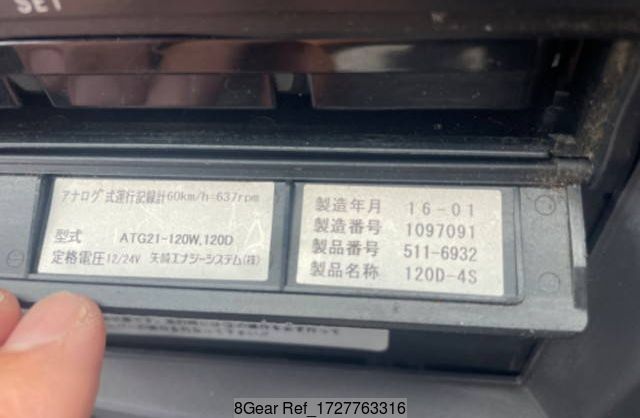 SET
アナログ式運行記録計60km/h=637rpm
型式 ATG21-120W,120D
定格電圧12/24V 矢崎エナジーシステム(株)
製造年月 16-01
製造番号 1097091
製品番号 511-6932
製品名称 120D-4S
8Gear Ref_1727763316